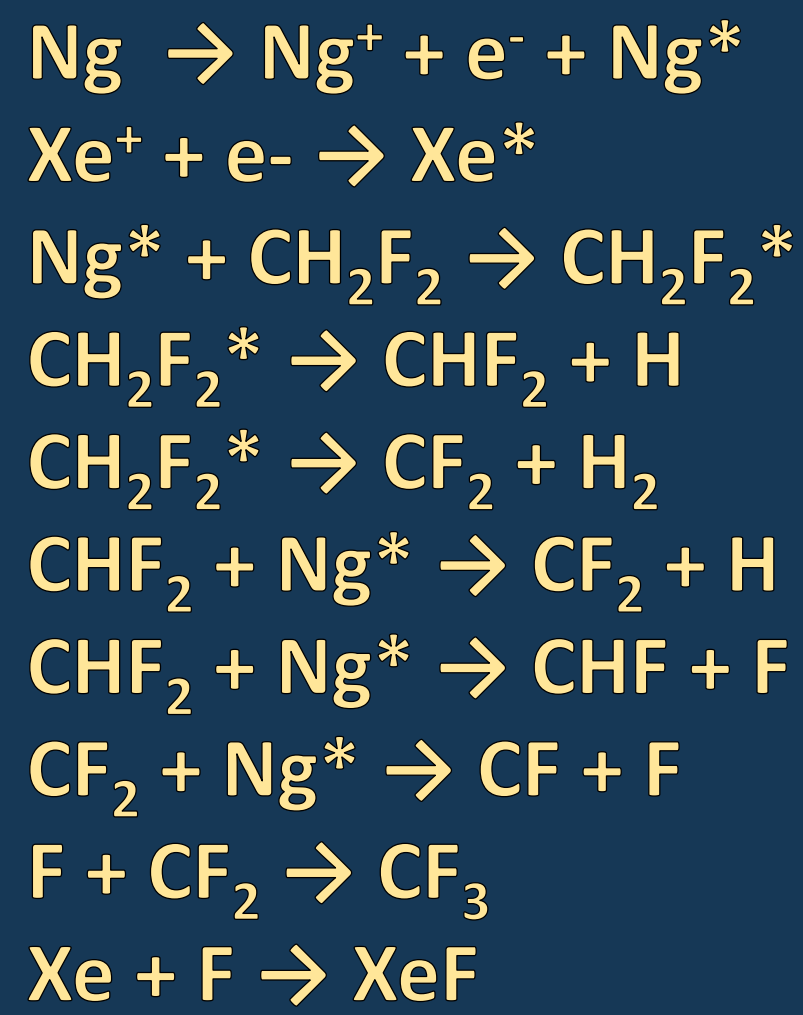 Ng → Ng⁺ + e⁻ + Ng*
Xe⁺ + e- → Xe*
Ng* + CH₂F₂ → CH₂F₂*
CH₂F₂* → CHF₂ + H
CH₂F₂* → CF₂ + H₂
CHF₂ + Ng* → CF₂ + H
CHF₂ + Ng* → CHF + F
CF₂ + Ng* → CF + F
F + CF₂ → CF₃
Xe + F → XeF